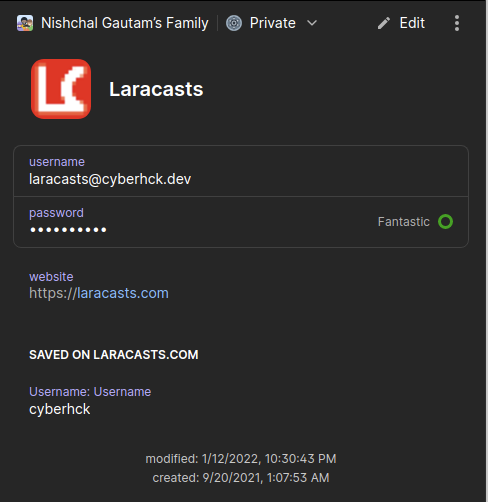 Nishchal Gautam's Family Private Edit
LC
Laracasts
username
laracasts@cyberhck.dev
password
•••••••••• Fantastic
website
https://laracasts.com
SAVED ON LARACASTS.COM
Username: Username
cyberhck
modified: 1/12/2022, 10:30:43 PM
created: 9/20/2021, 1:07:53 AM